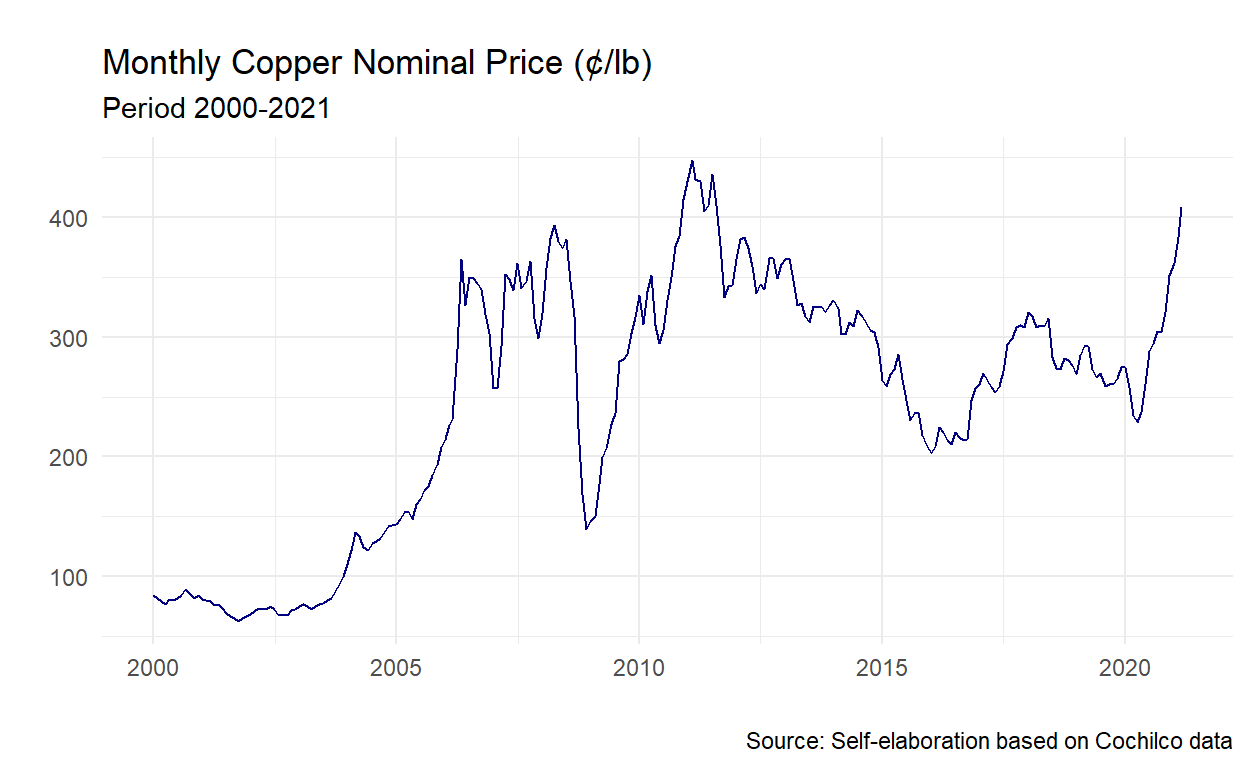 Monthly Copper Nominal Price (¢/lb)
Period 2000-2021
400
300
200
100
2000 2005 2010 2015 2020
Source: Self-elaboration based on Cochilco data